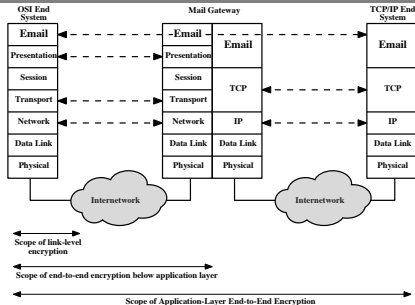 OSI End
System
Mail Gateway
TCP/IP End
System
Email
Presentation
Session
Transport
Network
Data Link
Physical
Email
Presentation
Session
Transport
Network
Data Link
Physical
Email
TCP
IP
Data Link
Physical
Email
TCP
IP
Data Link
Physical
Internetwork
Internetwork
Scope of link-level
encryption
Scope of end-to-end encryption below application layer
Scope of Application-Layer End-to-End Encryption